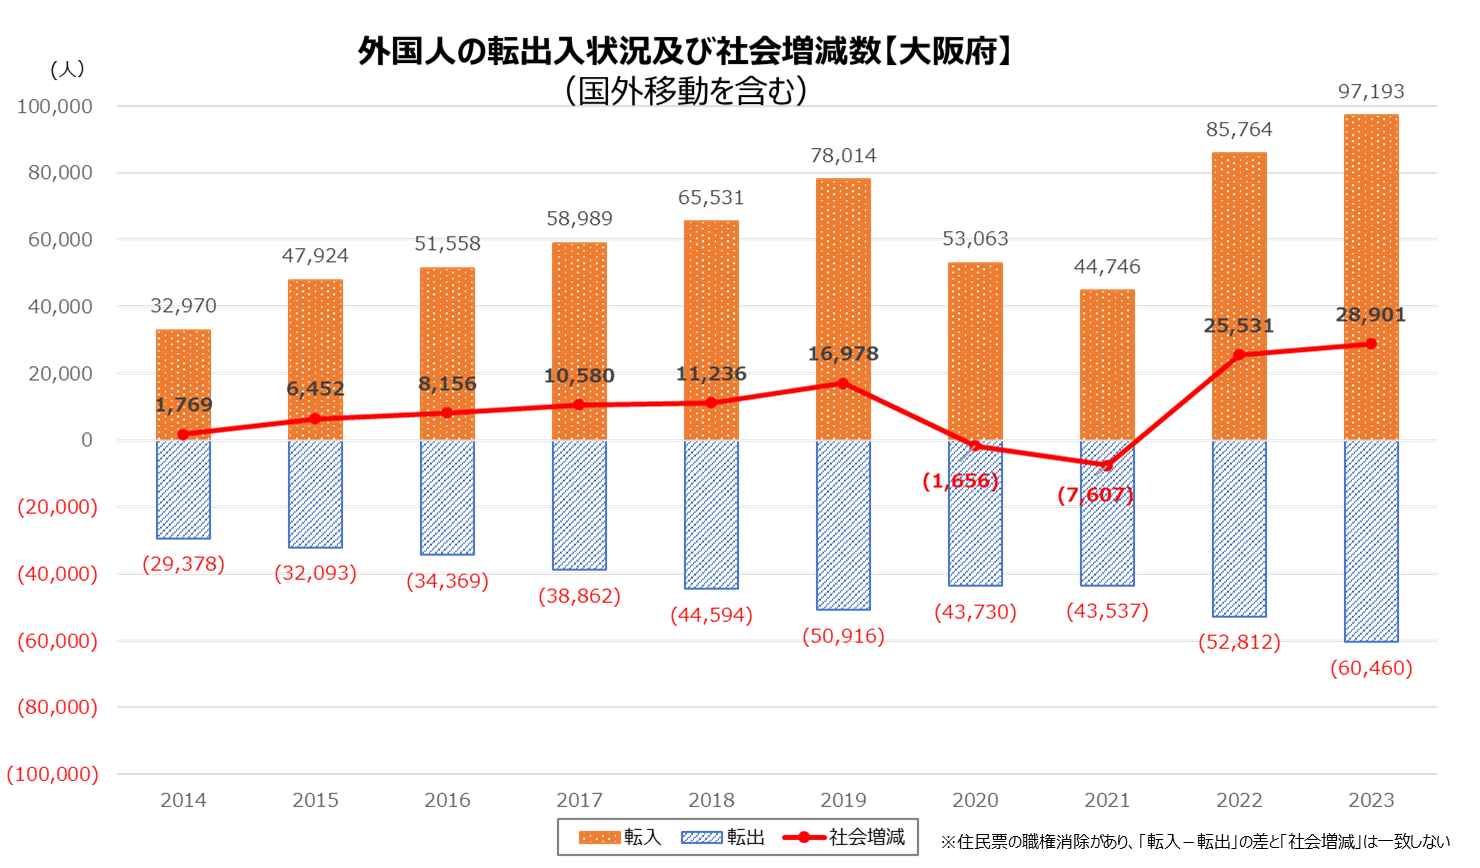 外国人の転出入状況及び社会増減数【大阪府】
（国外移動を含む）
(人)
100,000
80,000
60,000
40,000
20,000
0
(20,000)
(40,000)
(60,000)
(80,000)
(100,000)
32,970 47,924 51,558 58,989 65,531 78,014 53,063 44,746 85,764 97,193
1,769 6,452 8,156 10,580 11,236 16,978 (1,656) (7,607) 25,531 28,901
(29,378) (32,093) (34,369) (38,862) (44,594) (50,916) (43,730) (43,537) (52,812) (60,460)
2014 2015 2016 2017 2018 2019 2020 2021 2022 2023
転入 転出 社会増減
※住民票の職権消除があり、「転入－転出」の差と「社会増減」は一致しない